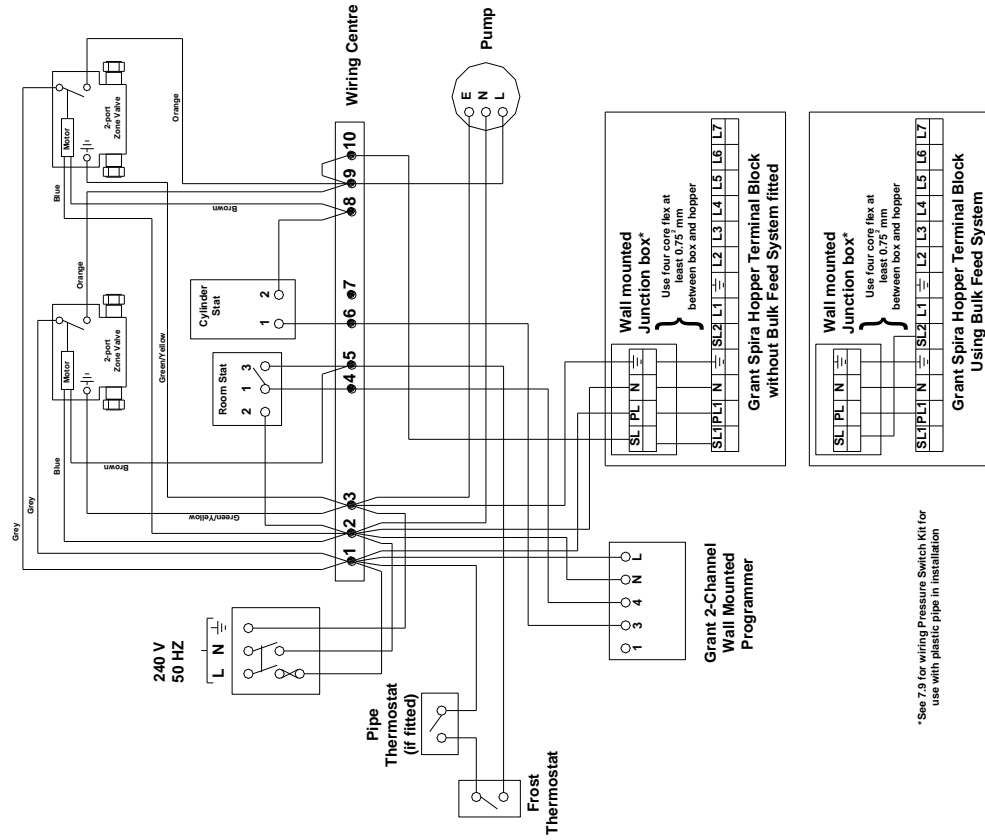 240 V
50 HZ
L N
Grey
Grey
Blue
Brown
Green/Yellow
Green/Yellow
Motor
2-port
Zone Valve
Orange
Blue
Brown
Motor
2-port
Zone Valve
Orange
Room Stat
2 1 3
Cylinder
Stat
1 2
Wiring Centre
1 2 3 4 5 6 7 8 9 10
Pump
E N L
Pipe
Thermostat
(if fitted)
Frost
Thermostat
1 3 4 N L
Grant 2-Channel
Wall Mounted
Programmer
Wall mounted
Junction box*
Use four core flex at
least 0.75² mm
between box and hopper
SL PL N
SL1 PL1 N SL2 L1 L2 L3 L4 L5 L6 L7
Grant Spira Hopper Terminal Block
without Bulk Feed System fitted
Wall mounted
Junction box*
Use four core flex at
least 0.75² mm
between box and hopper
SL PL N
SL1 PL1 N SL2 L1 L2 L3 L4 L5 L6 L7
Grant Spira Hopper Terminal Block
Using Bulk Feed System
*See 7.9 for wiring Pressure Switch Kit for
use with plastic pipe in installation